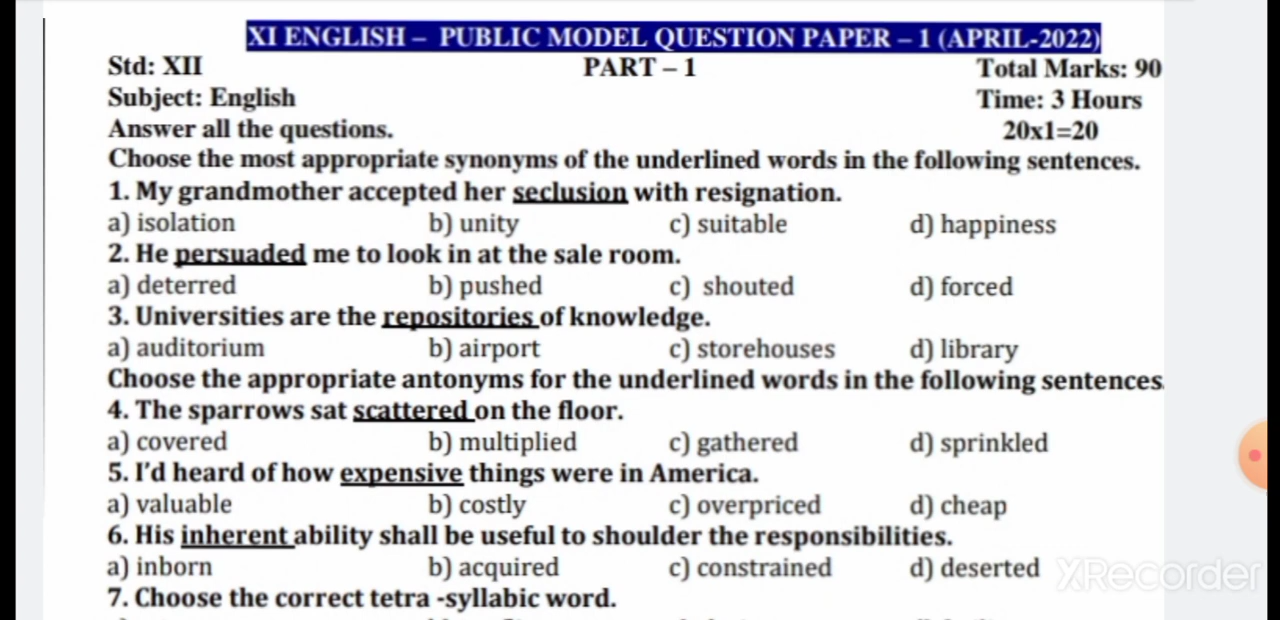 XI ENGLISH – PUBLIC MODEL QUESTION PAPER – 1 (APRIL-2022)
Std: XII PART – 1 Total Marks: 90
Subject: English Time: 3 Hours
Answer all the questions. 20x1=20
Choose the most appropriate synonyms of the underlined words in the following sentences.
1. My grandmother accepted her seclusion with resignation.
a) isolation b) unity c) suitable d) happiness
2. He persuaded me to look in at the sale room.
a) deterred b) pushed c) shouted d) forced
3. Universities are the repositories of knowledge.
a) auditorium b) airport c) storehouses d) library
Choose the appropriate antonyms for the underlined words in the following sentences.
4. The sparrows sat scattered on the floor.
a) covered b) multiplied c) gathered d) sprinkled
5. I'd heard of how expensive things were in America.
a) valuable b) costly c) overpriced d) cheap
6. His inherent ability shall be useful to shoulder the responsibilities.
a) inborn b) acquired c) constrained d) deserted
7. Choose the correct tetra -syllabic word.
XRecorder